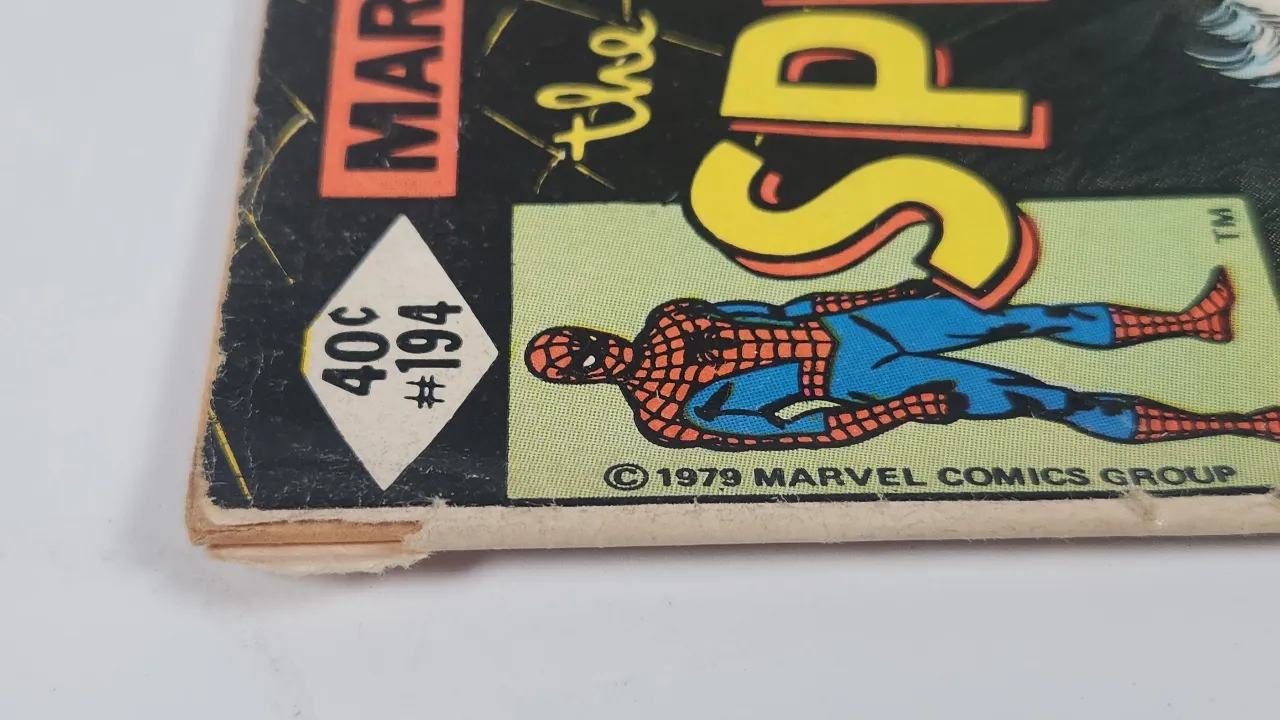 MAR
the
SP
40¢
#194
TM
© 1979 MARVEL COMICS GROUP